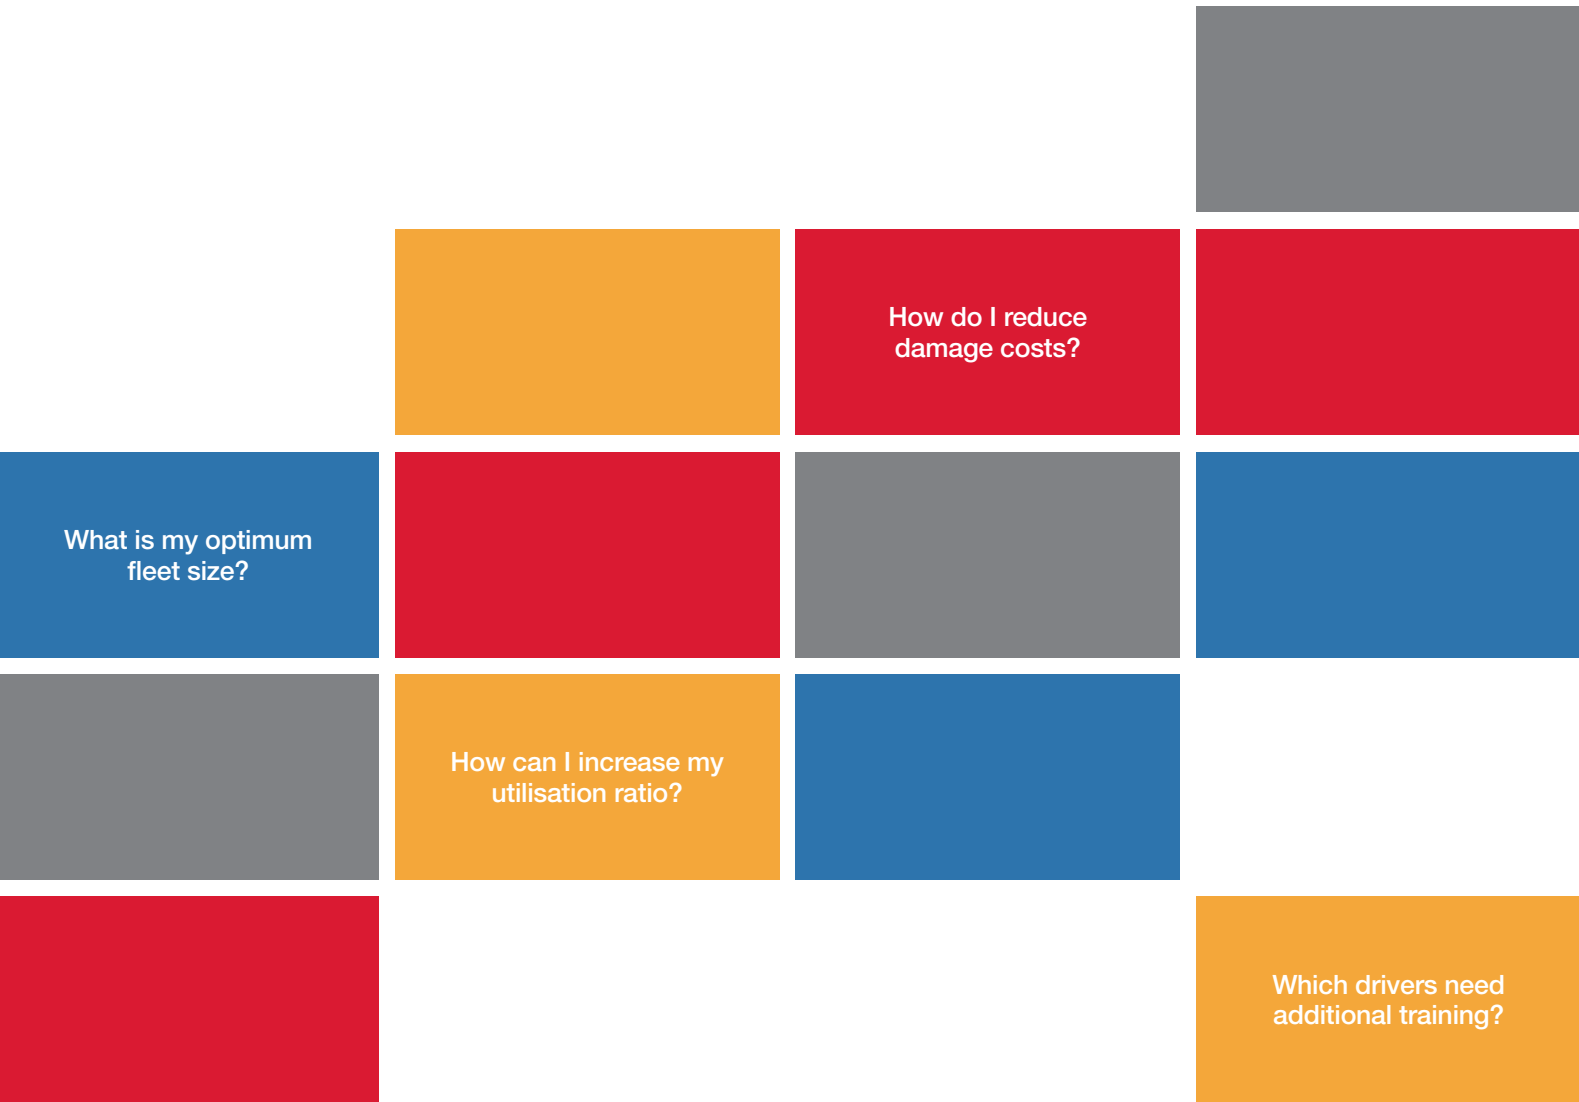 How do I reduce
damage costs?
What is my optimum
fleet size?
How can I increase my
utilisation ratio?
Which drivers need
additional training?